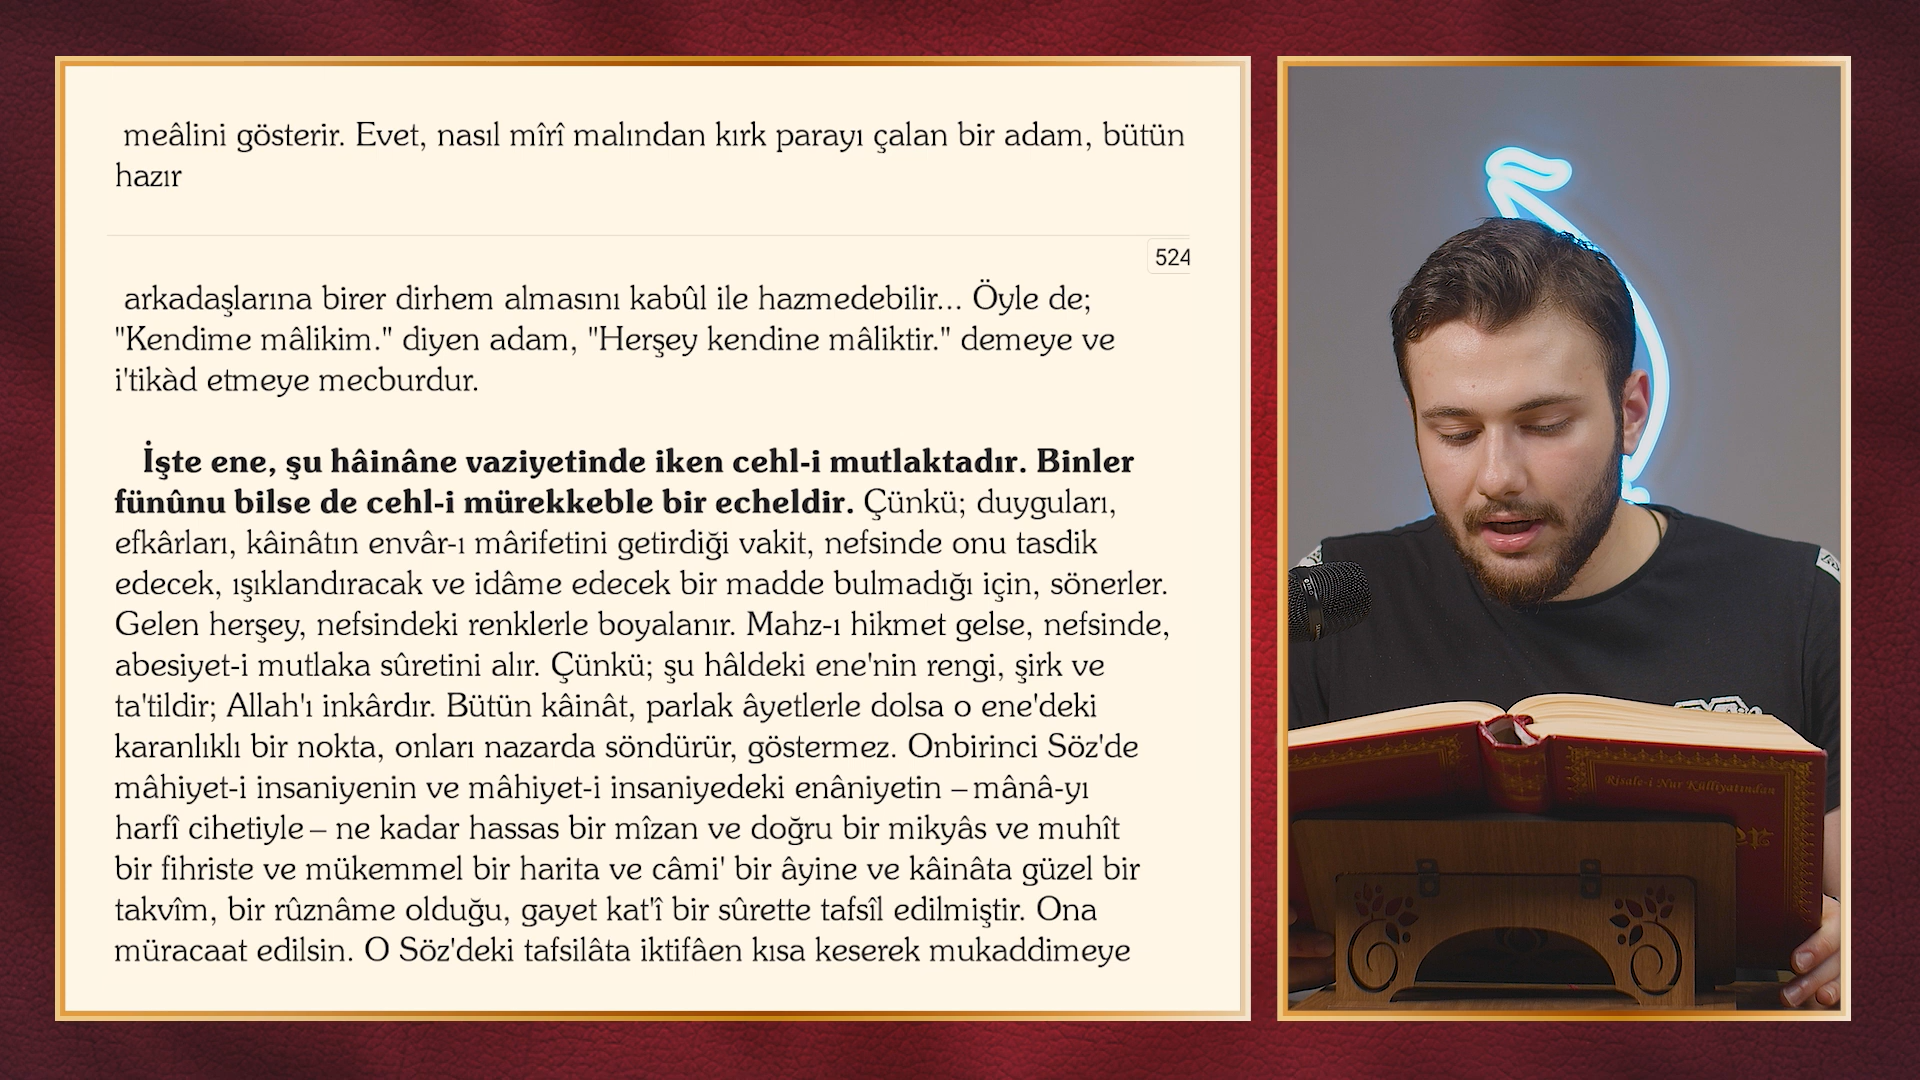 meâlini gösterir. Evet, nasıl mîrî malından kırk parayı çalan bir adam, bütün
hazır
524
arkadaşlarına birer dirhem almasını kabûl ile hazmedebilir... Öyle de;
"Kendime mâlikim." diyen adam, "Herşey kendine mâliktir." demeye ve
i'tikàd etmeye mecburdur.
İşte ene, şu hâinâne vaziyetinde iken cehl-i mutlaktadır. Binler
fünûnu bilse de cehl-i mürekkeble bir echeldir. Çünkü; duyguları,
efkârları, kâinâtın envâr-ı mârifetini getirdiği vakit, nefsinde onu tasdik
edecek, ışıklandıracak ve idâme edecek bir madde bulmadığı için, sönerler.
Gelen herşey, nefsindeki renklerle boyalanır. Mahz-ı hikmet gelse, nefsinde,
abesiyet-i mutlaka sûretini alır. Çünkü; şu hâldeki ene'nin rengi, şirk ve
ta'tildir; Allah'ı inkârdır. Bütün kâinât, parlak âyetlerle dolsa o ene'deki
karanlıklı bir nokta, onları nazarda söndürür, göstermez. Onbirinci Söz'de
mâhiyet-i insaniyenin ve mâhiyet-i insaniyedeki enâniyetin – mânâ-yı
harfî cihetiyle – ne kadar hassas bir mîzan ve doğru bir mikyâs ve muhît
bir fihriste ve mükemmel bir harita ve câmi' bir âyine ve kâinâta güzel bir
takvîm, bir rûznâme olduğu, gayet kat'î bir sûrette tafsîl edilmiştir. Ona
müracaat edilsin. O Söz'deki tafsilâta iktifâen kısa keserek mukaddimeye
Risale-i Nur Külliyatından